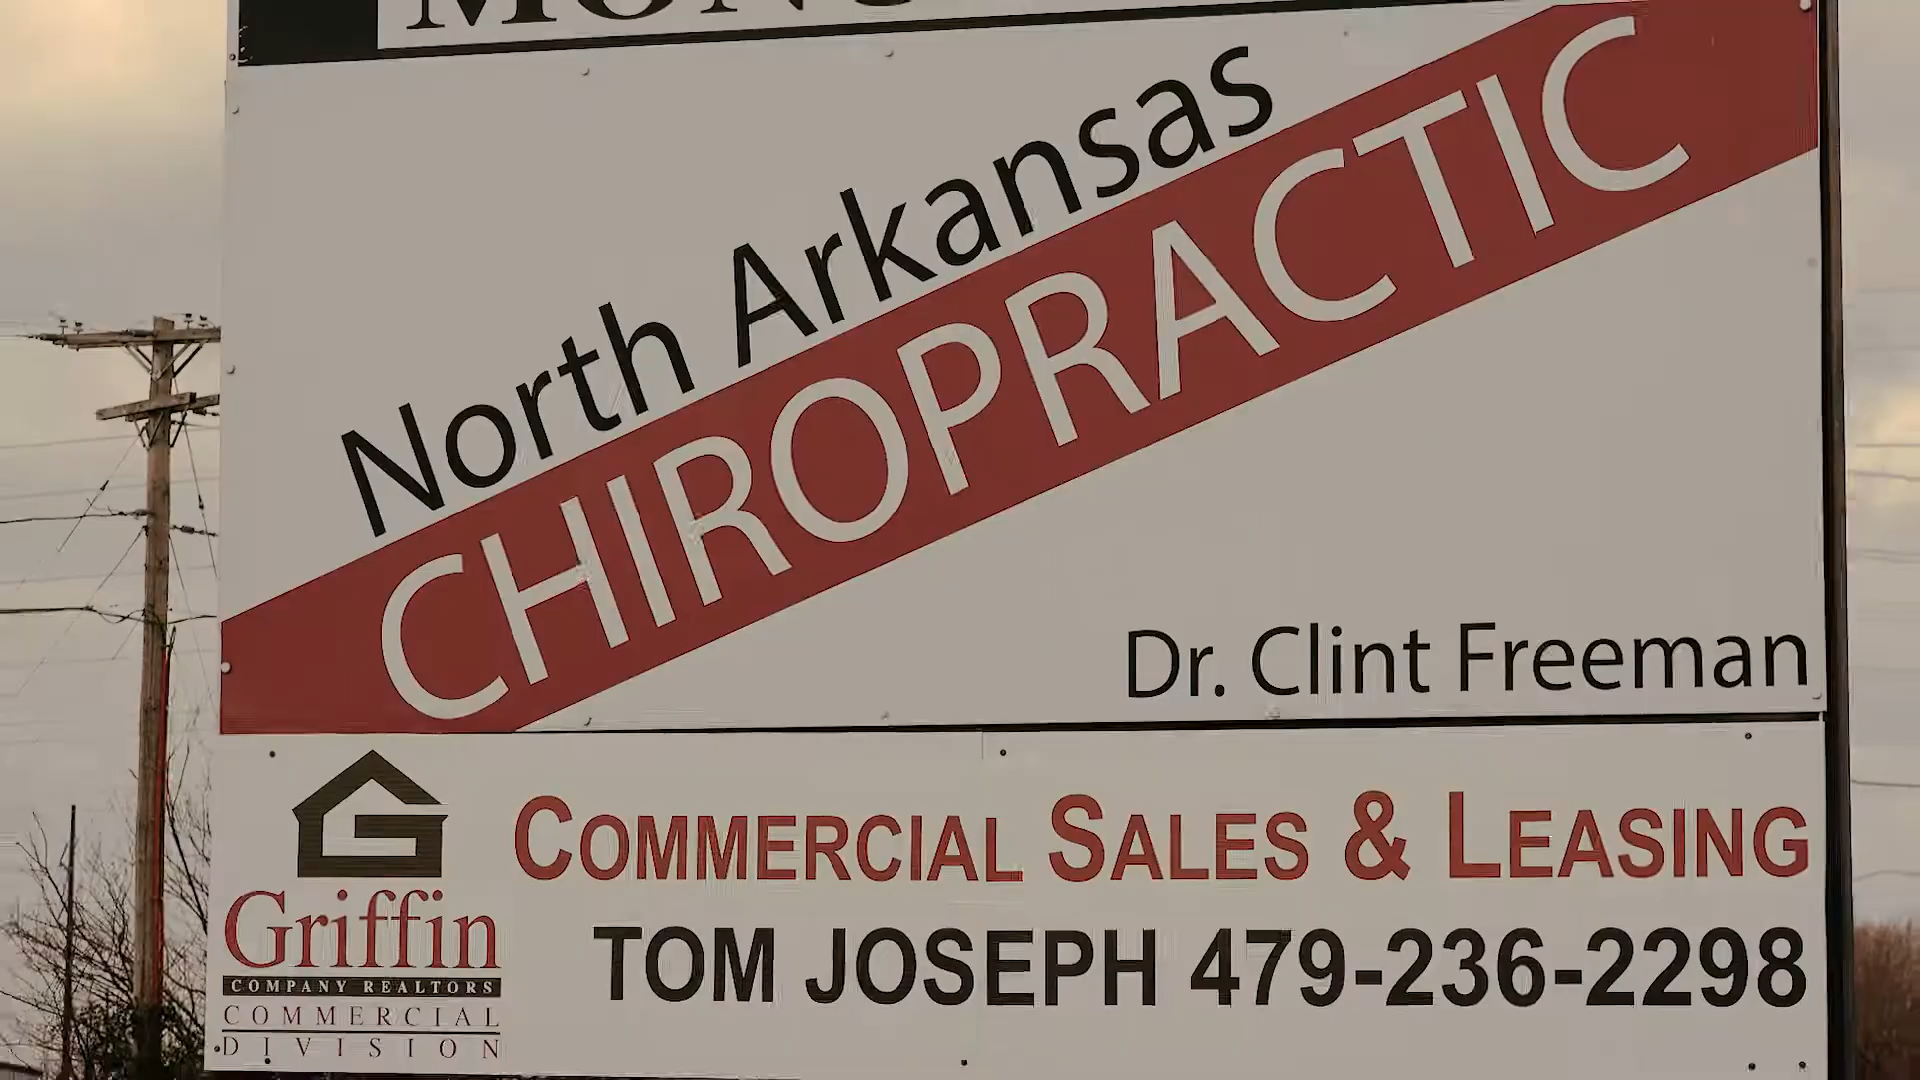 North Arkansas
CHIROPRACTIC
Dr. Clint Freeman
COMMERCIAL SALES & LEASING
TOM JOSEPH 479-236-2298
Griffin
COMPANY REALTORS
COMMERCIAL
DIVISION